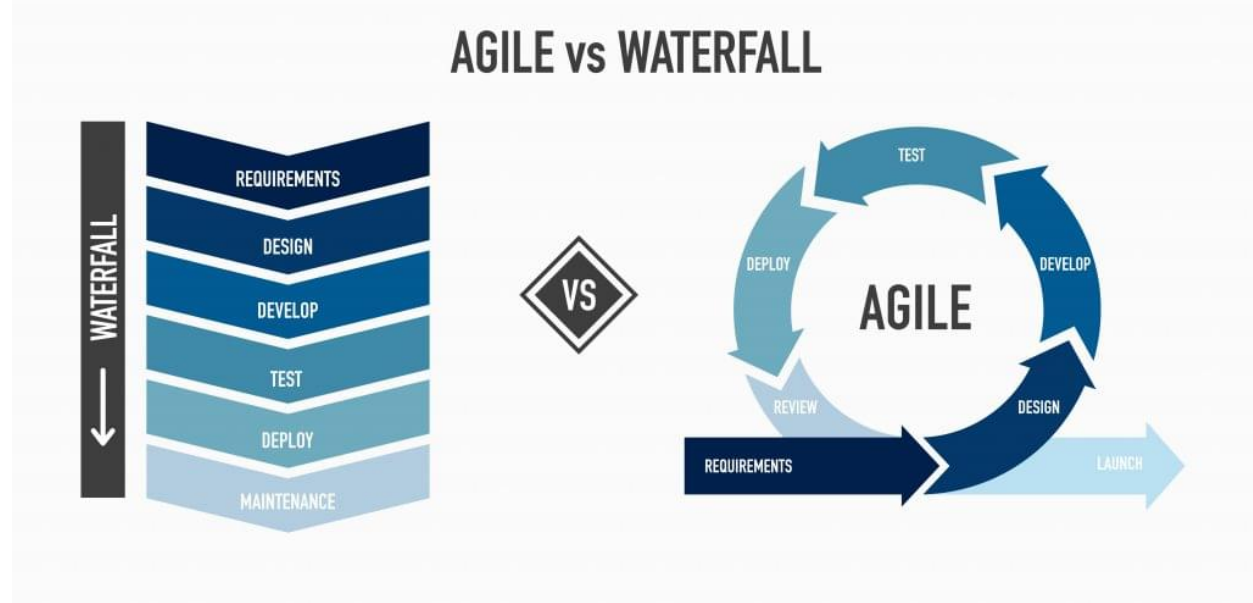 AGILE vs WATERFALL
WATERFALL
REQUIREMENTS
DESIGN
DEVELOP
TEST
DEPLOY
MAINTENANCE
VS
AGILE
REQUIREMENTS
DESIGN
DEVELOP
TEST
DEPLOY
REVIEW
LAUNCH